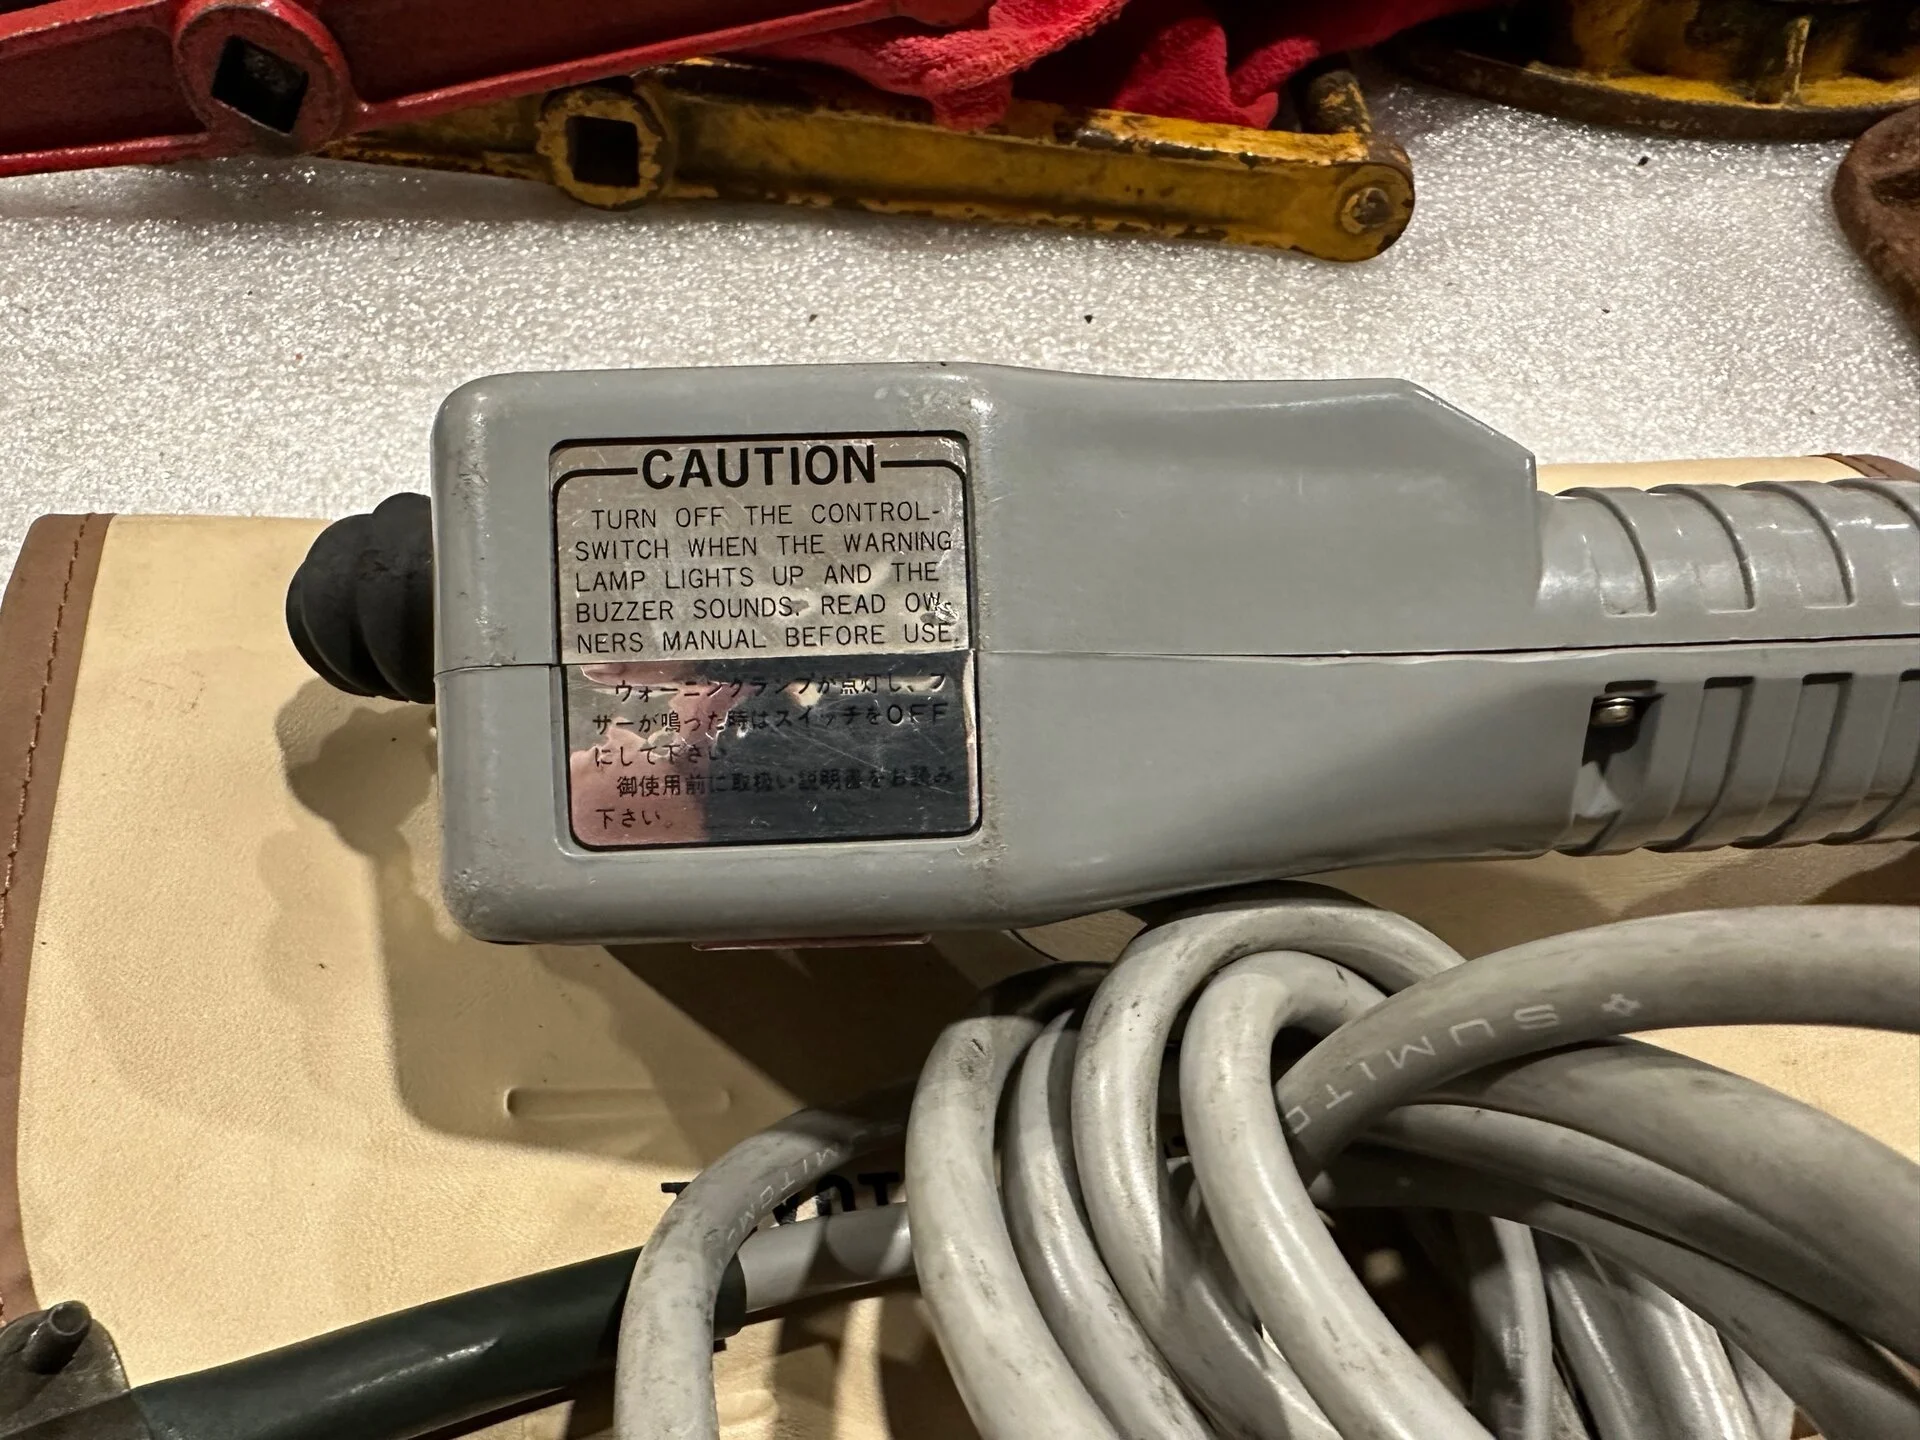 CAUTION
TURN OFF THE CONTROL-
SWITCH WHEN THE WARNING
LAMP LIGHTS UP AND THE
BUZZER SOUNDS. READ OW-
NERS MANUAL BEFORE USE.
ウォーニングランプが点灯し、ブ
ザーが鳴った時はスイッチをOFF
にして下さい。
御使用前に取扱い説明書をお読み
下さい。
SUMITO
MITOMO